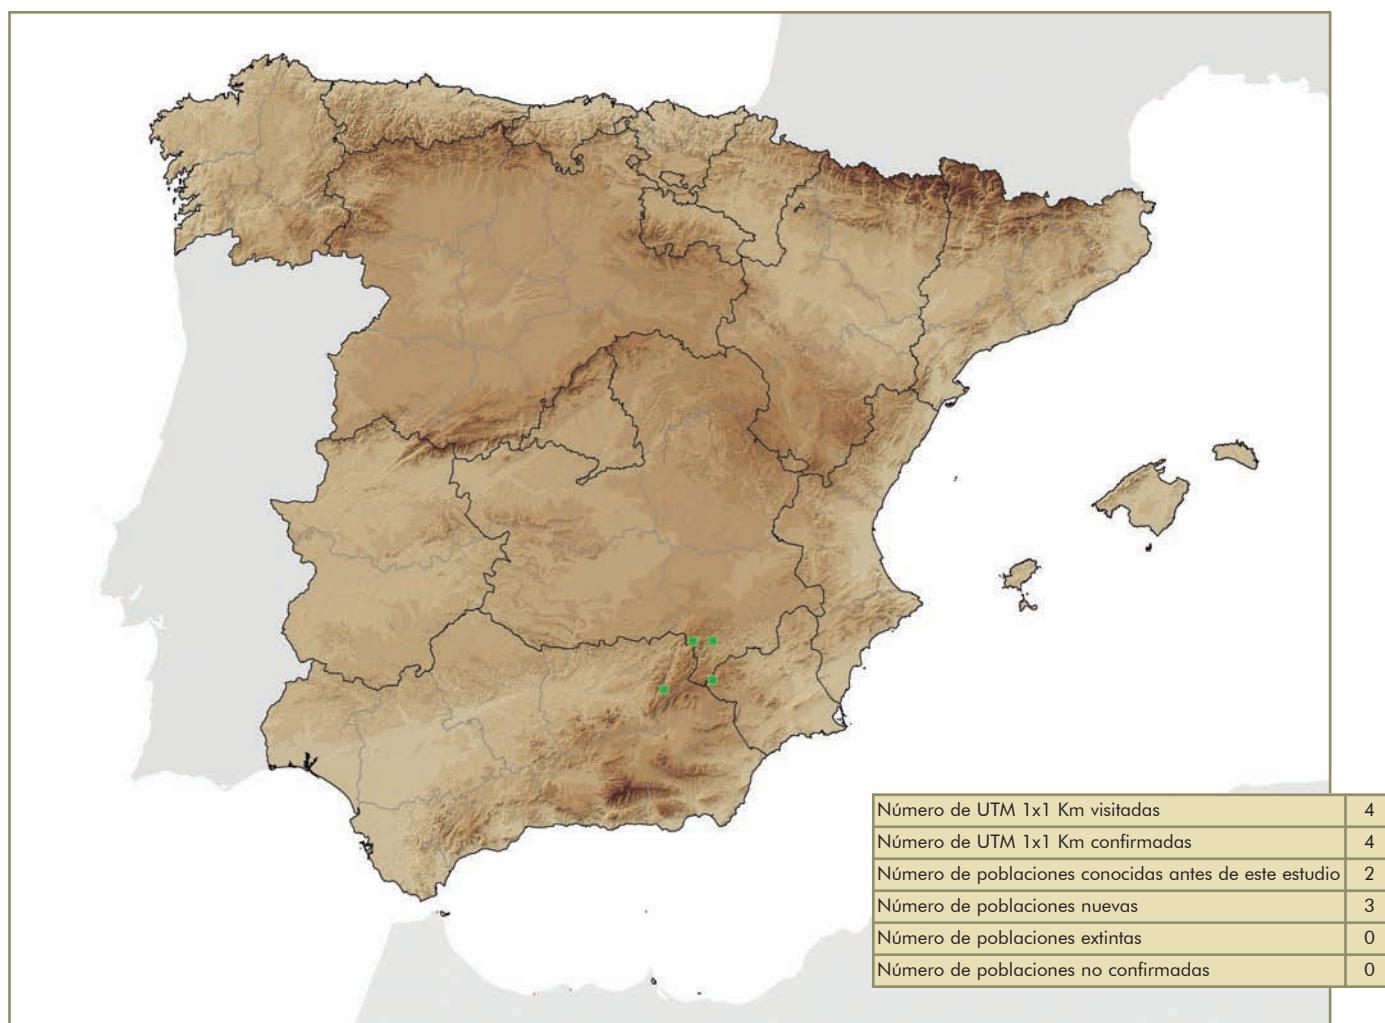 Número de UTM 1x1 Km visitadas 4
Número de UTM 1x1 Km confirmadas 4
Número de poblaciones conocidas antes de este estudio 2
Número de poblaciones nuevas 3
Número de poblaciones extintas 0
Número de poblaciones no confirmadas 0